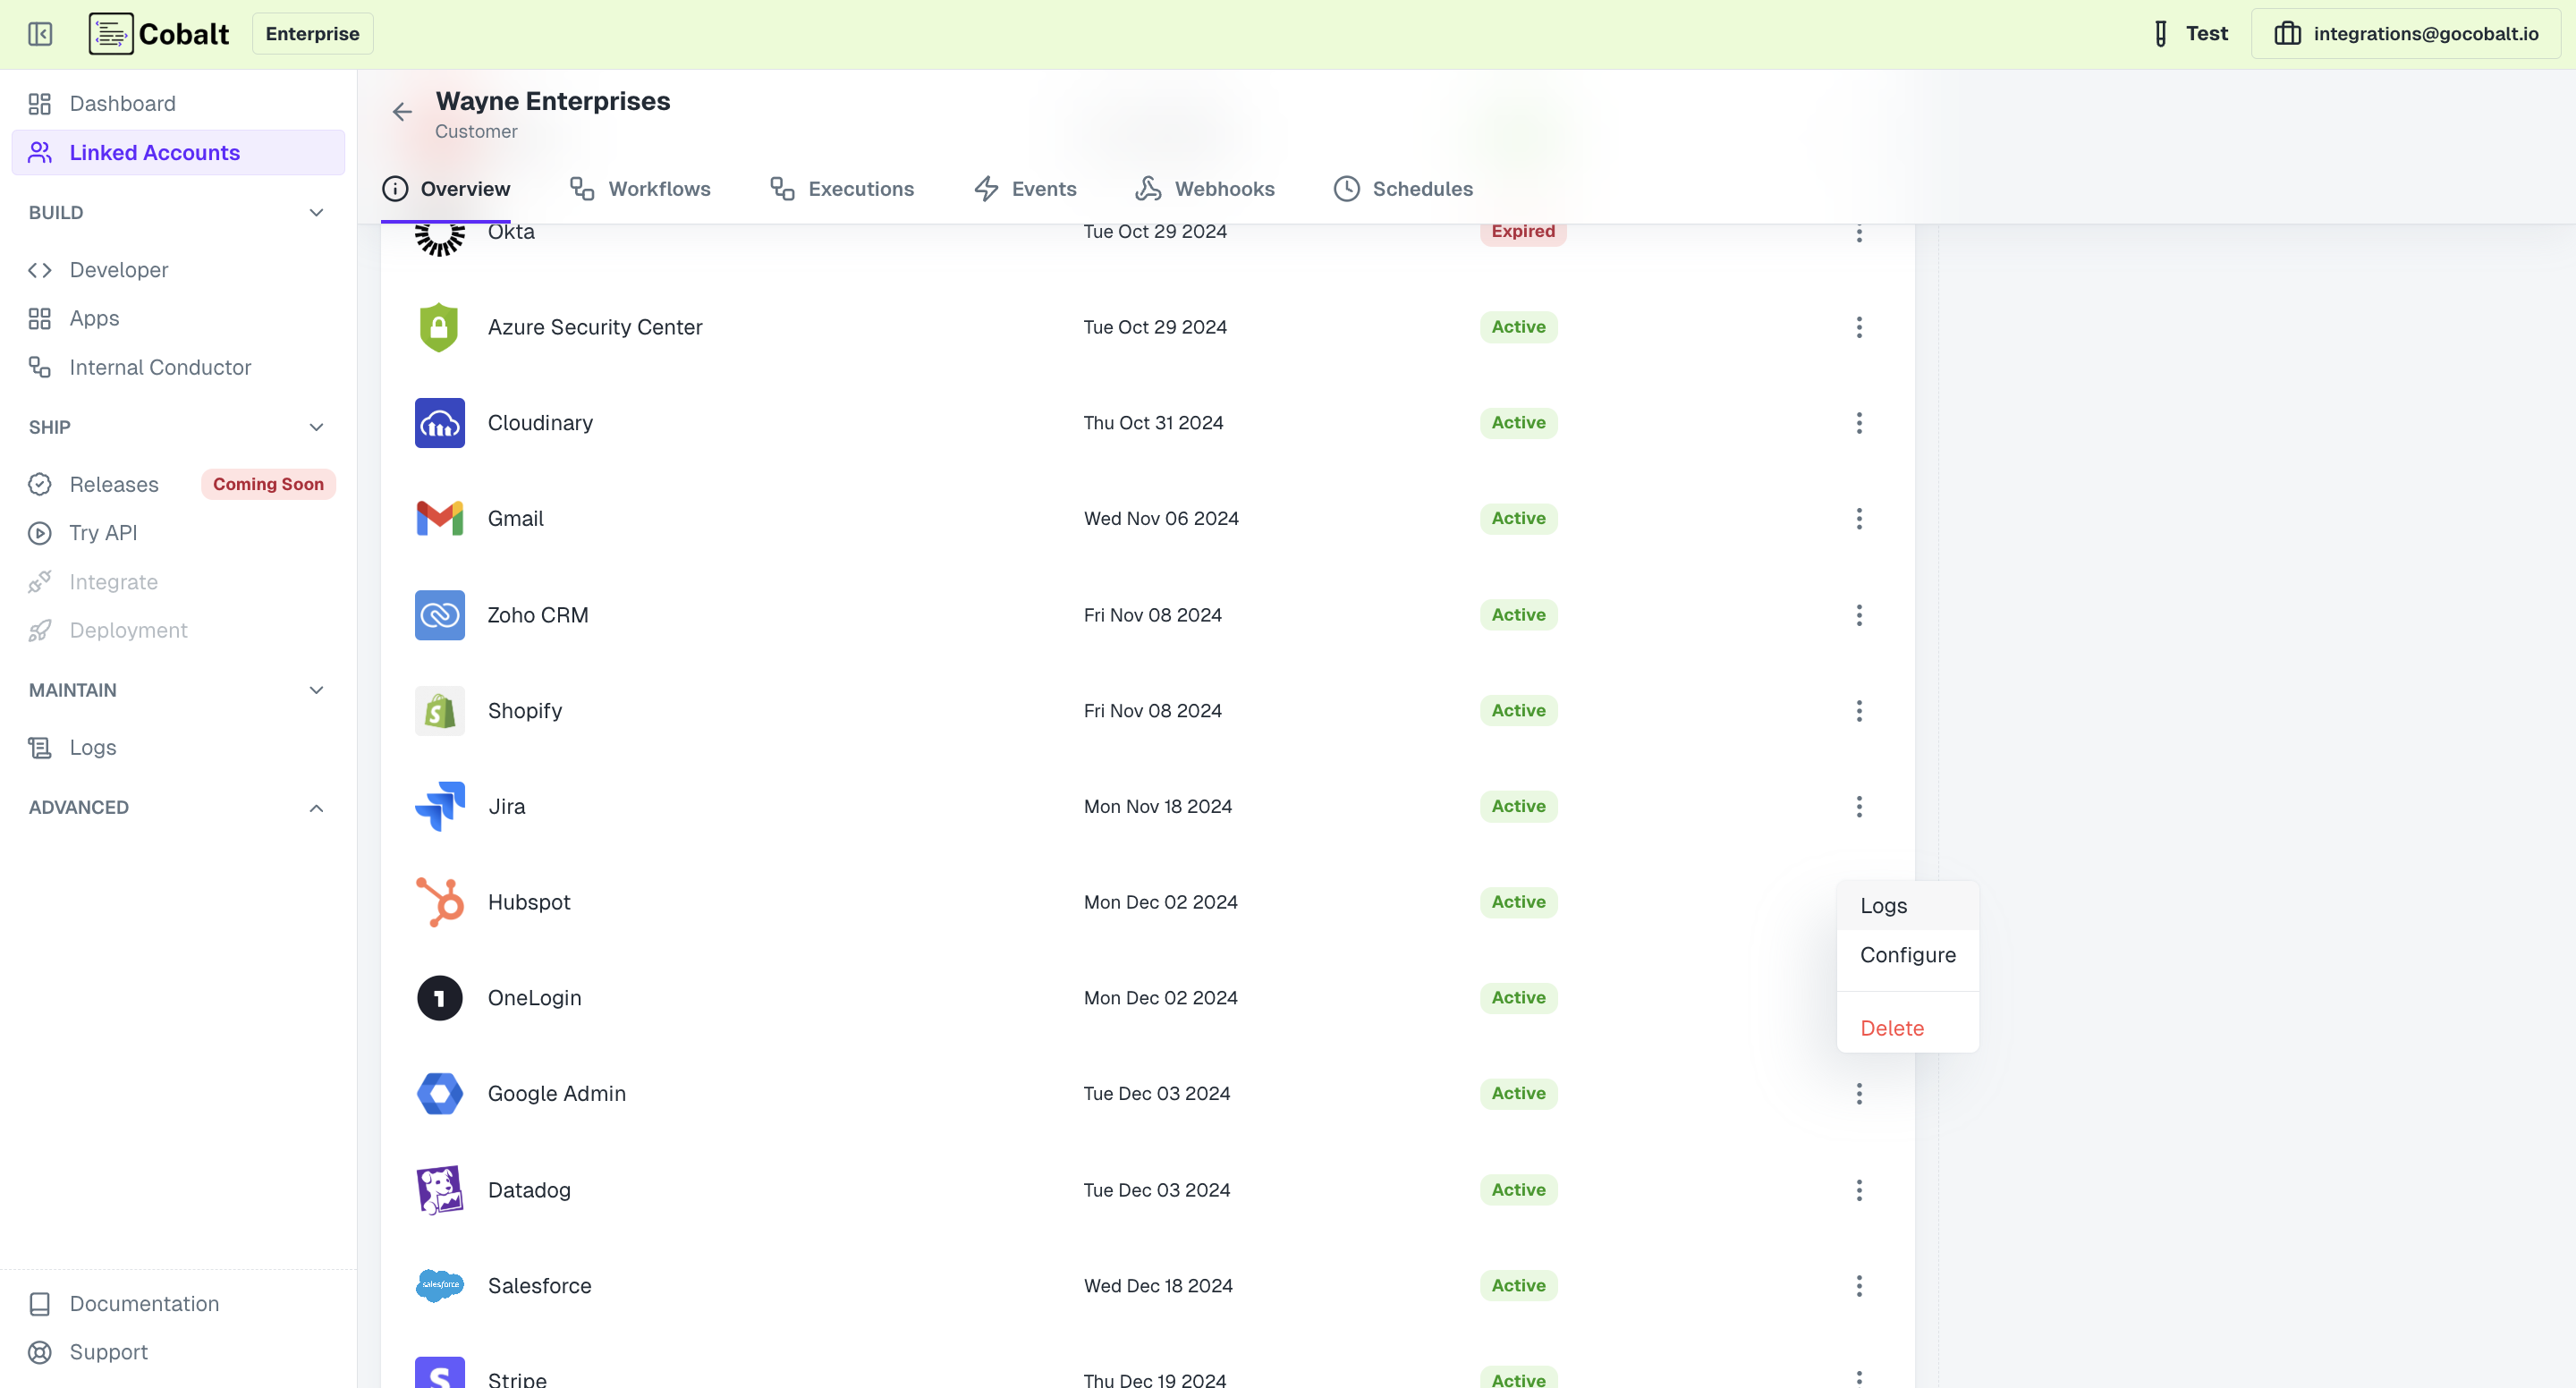 Cobalt
Enterprise
Test
integrations@gocobalt.io
Dashboard
Linked Accounts
BUILD
Developer
Apps
Internal Conductor
SHIP
Releases
Coming Soon
Try API
Integrate
Deployment
MAINTAIN
Logs
ADVANCED
Documentation
Support
Wayne Enterprises
Customer
Overview
Workflows
Executions
Events
Webhooks
Schedules
Okta Tue Oct 29 2024 Expired
Azure Security Center Tue Oct 29 2024 Active
Cloudinary Thu Oct 31 2024 Active
Gmail Wed Nov 06 2024 Active
Zoho CRM Fri Nov 08 2024 Active
Shopify Fri Nov 08 2024 Active
Jira Mon Nov 18 2024 Active
Hubspot Mon Dec 02 2024 Active
Logs
Configure
Delete
OneLogin Mon Dec 02 2024 Active
Google Admin Tue Dec 03 2024 Active
Datadog Tue Dec 03 2024 Active
salesforce
Salesforce Wed Dec 18 2024 Active
Stripe Thu Dec 19 2024 Active